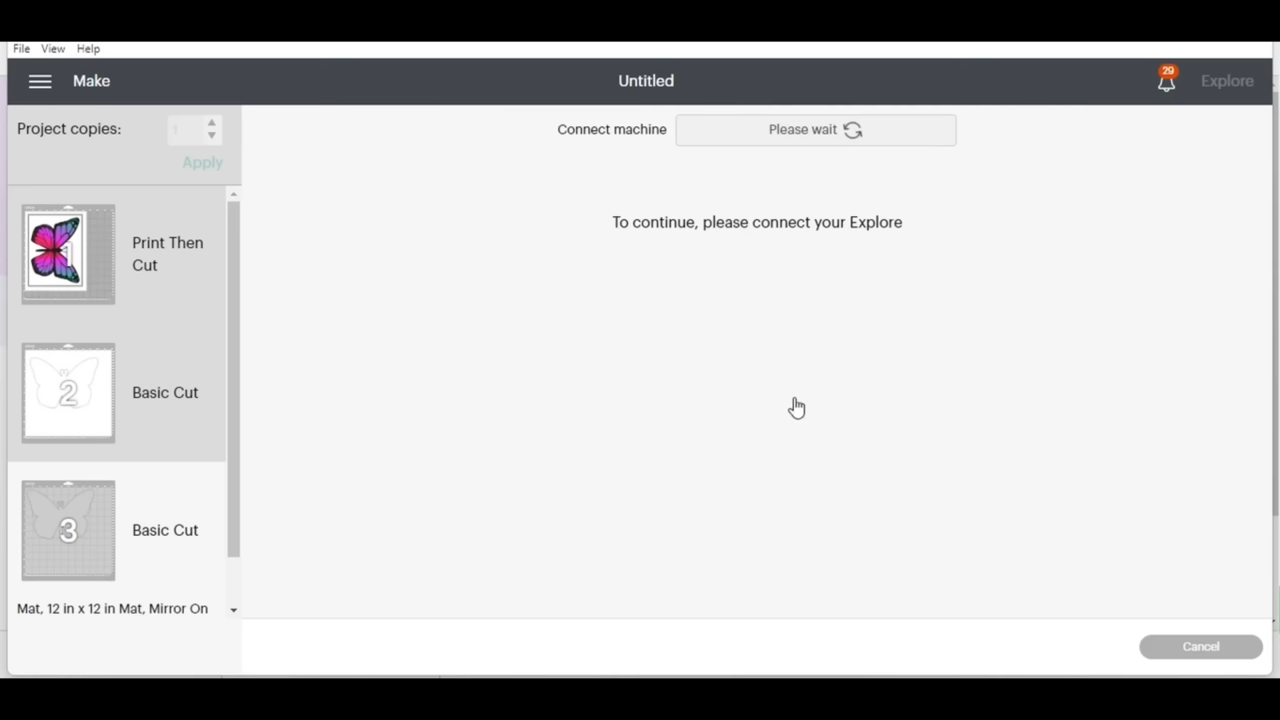 File View Help
Make
Untitled
29
Explore
Project copies:
Apply
Connect machine
Please wait
To continue, please connect your Explore
1
Print Then
Cut
2
Basic Cut
3
Basic Cut
Mat, 12 in x 12 in Mat, Mirror On
Cancel